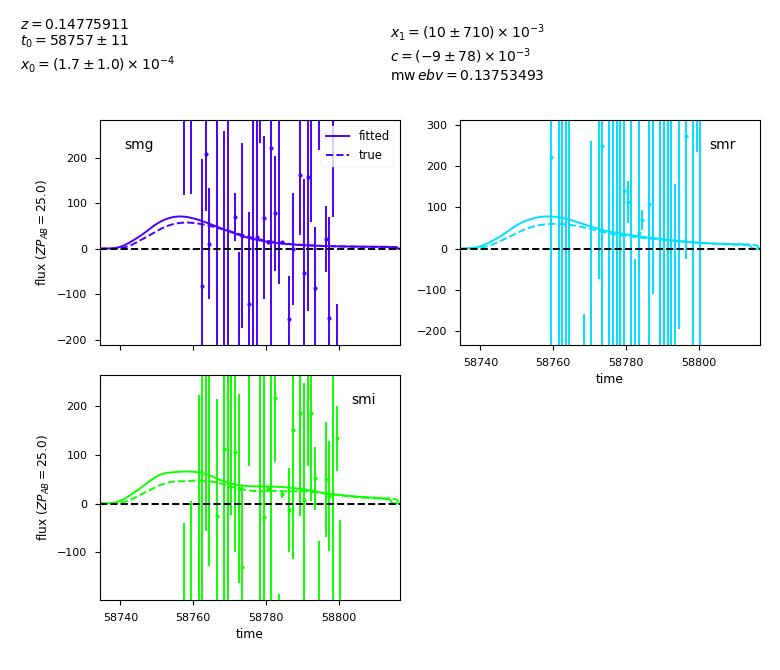 z = 0.14775911
t₀ = 58757 ± 11
x₀ = (1.7 ± 1.0) × 10⁻⁴
x₁ = (10 ± 710) × 10⁻³
c = (−9 ± 78) × 10⁻³
mw ebv = 0.13753493
smg
fitted
true
200
100
0
−100
−200
flux (ZP_AB = 25.0)
smr
300
200
100
0
−100
−200
58740 58760 58780 58800
time
smi
200
100
0
−100
flux (ZP_AB = 25.0)
58740 58760 58780 58800
time